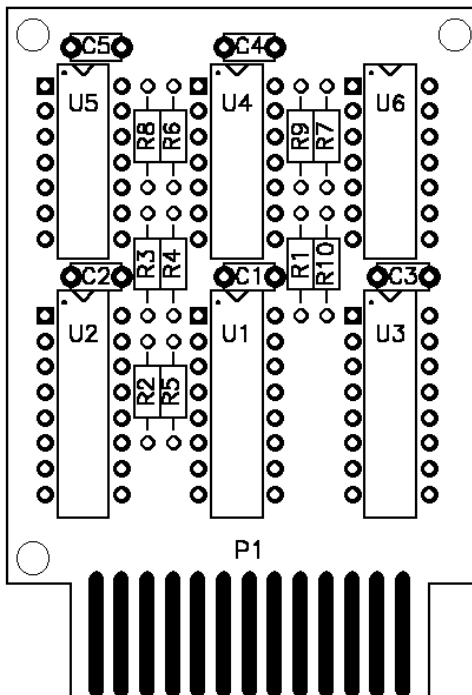 C5 C4
U5 U4 U6
R8 R6 R9 R7
R3 R4 R1 R10
C2 C1 C3
U2 U1 U3
R2 R5
P1